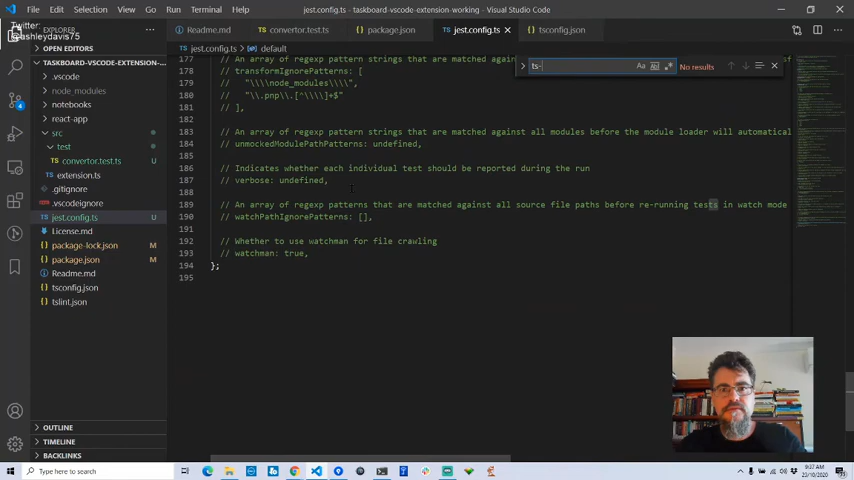 File Edit Selection View Go Run Terminal Help
jest.config.ts - taskboard-vscode-extension-working - Visual Studio Code
Twitter:
@ashleydavis75
EXPLORER
Readme.md
convertor.test.ts
package.json
jest.config.ts
tsconfig.json
OPEN EDITORS
TASKBOARD-VSCODE-EXTENSION-...
.vscode
node_modules
notebooks
react-app
src
test
convertor.test.ts
extension.ts
.gitignore
.vscodeignore
jest.config.ts U
License.md
package-lock.json M
package.json M
Readme.md
tsconfig.json
tslint.json
OUTLINE
TIMELINE
BACKLINKS
jest.config.ts > default
ts-
Aa
No results
177 // An array of regexp pattern strings that are matched against all
178 // transformIgnorePatterns: [
179 // "\\\\node_modules\\\\",
180 // "\\.pnp\\.[^\\\\]+$"
181 // ],
182
183 // An array of regexp pattern strings that are matched against all modules before the module loader will automatical
184 // unmockedModulePathPatterns: undefined,
185
186 // Indicates whether each individual test should be reported during the run
187 // verbose: undefined,
188
189 // An array of regexp patterns that are matched against all source file paths before re-running tests in watch mode
190 // watchPathIgnorePatterns: [],
191
192 // Whether to use watchman for file crawling
193 // watchman: true,
194 };
195
Type here to search
9:37 AM
23/10/2020